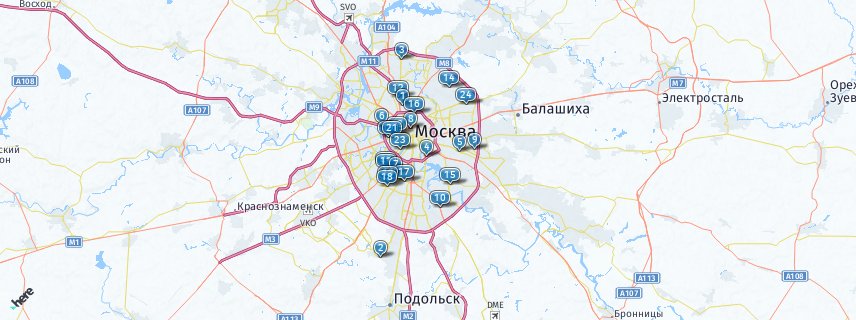 Восход
SVO
A104
M11
M8
3
A108
14
M7
Орех
Зуев
12
1
24
Электросталь
A107
M9
16
Балашиха
6
8
21
Москва
23
4
5
9
11
7
17
18
15
10
Краснознаменск
VKO
M1
M3
2
A113
A108
here
Подольск
DME
A107
Бронницы
A113
M2